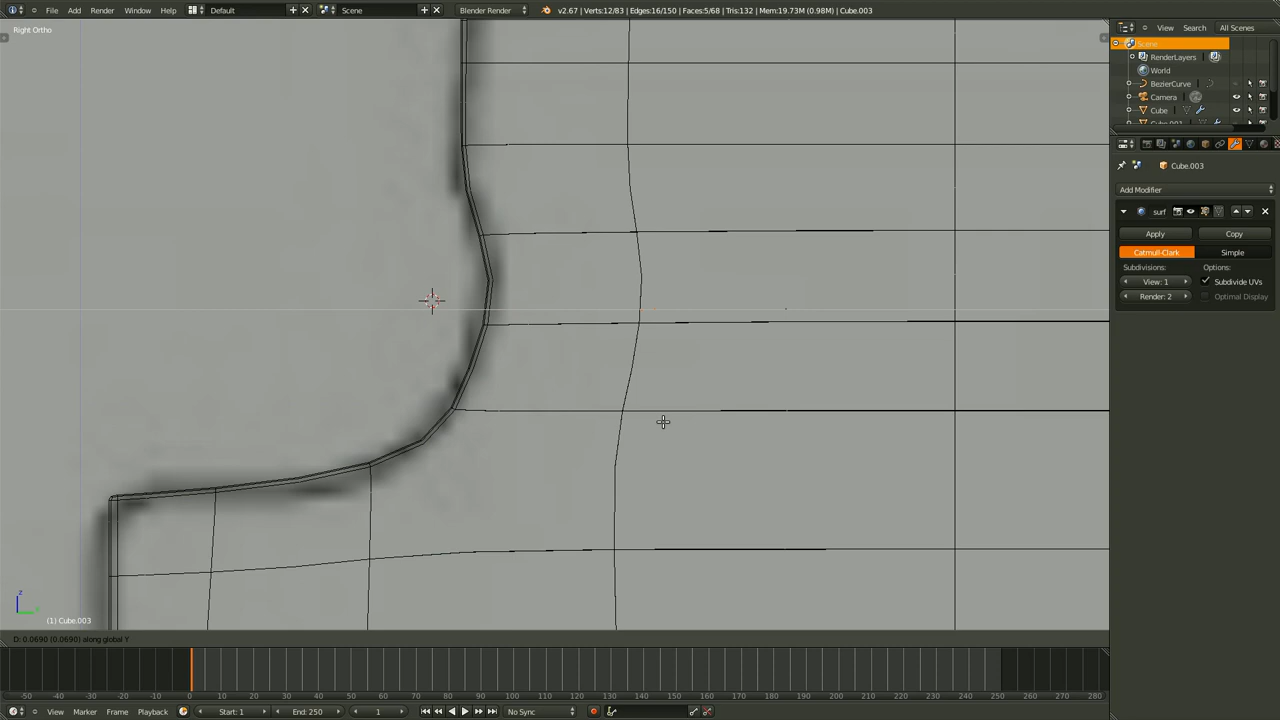 File Add Render Window Help Default Scene Blender Render v2.67 | Verts:12/83 | Edges:16/150 | Faces:5/68 | Tris:132 | Mem:19.73M (0.98M) | Cube.003
Right Ortho
View Search All Scenes
Scene
RenderLayers
World
BezierCurve
Camera
Cube
Cube.001
Cube.003
Add Modifier
surf
Apply Copy
Catmull-Clark Simple
Subdivisions: Options:
View: 1 Subdivide UVs
Render: 2 Optimal Display
z
(1) Cube.003
D: 0.0690 (0.0690) along global Y
-50 -40 -30 -20 -10 0 10 20 30 40 50 60 70 80 90 100 110 120 130 140 150 160 170 180 190 200 210 220 230 240 250 260 270 280
View Marker Frame Playback Start: 1 End: 250 1 No Sync